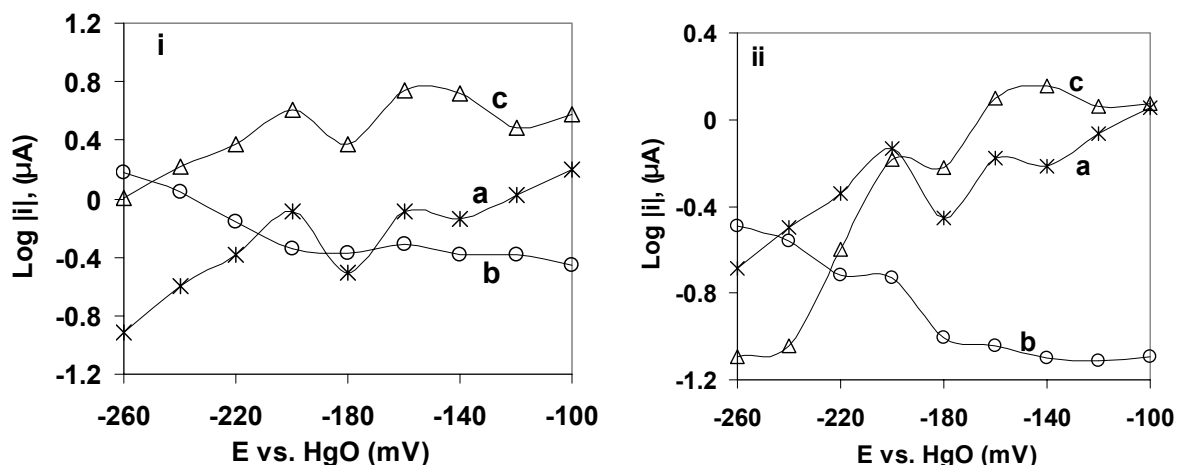 i
Log |i|, (µA)
1.2
0.8
0.4
0
-0.4
-0.8
-1.2
c
a
b
-260
-220
-180
-140
-100
E vs. HgO (mV)
ii
Log |i|, (µA)
0.4
0
-0.4
-0.8
-1.2
c
a
b
-260
-220
-180
-140
-100
E vs. HgO (mV)